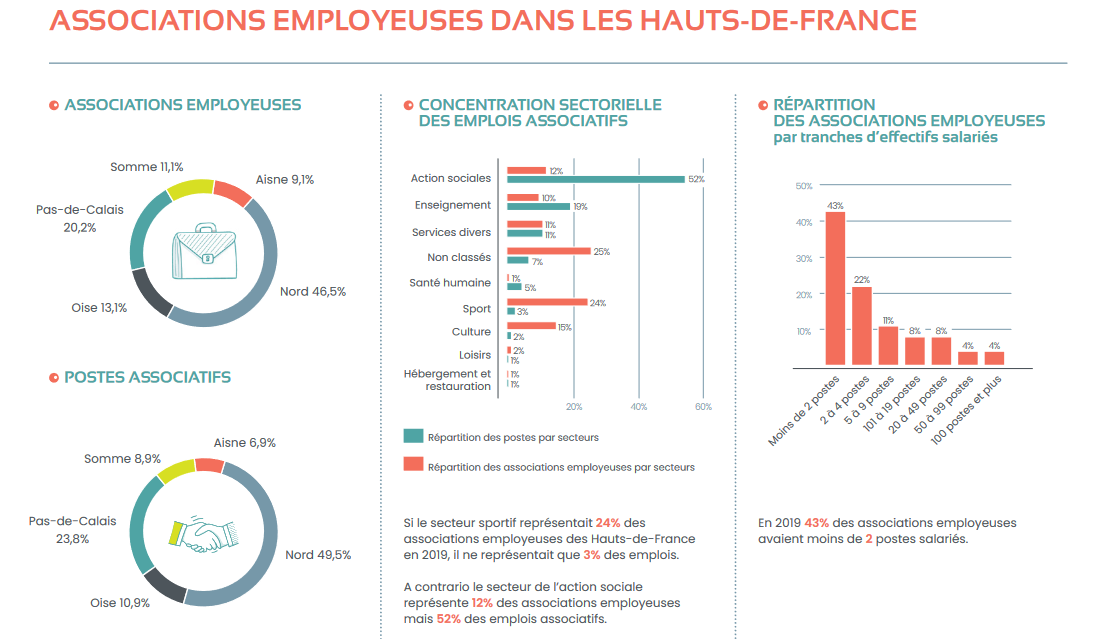 ASSOCIATIONS EMPLOYEUSES DANS LES HAUTS-DE-FRANCE
ASSOCIATIONS EMPLOYEUSES
Somme 11,1%
Aisne 9,1%
Pas-de-Calais
20,2%
Nord 46,5%
Oise 13,1%
POSTES ASSOCIATIFS
Aisne 6,9%
Somme 8,9%
Pas-de-Calais
23,8%
Nord 49,5%
Oise 10,9%
CONCENTRATION SECTORIELLE
DES EMPLOIS ASSOCIATIFS
Action sociales
12%
52%
Enseignement
10%
19%
Services divers
11%
11%
Non classés
25%
7%
Santé humaine
1%
5%
Sport
24%
3%
Culture
15%
2%
Loisirs
2%
1%
Hébergement et
restauration
1%
1%
20%
40%
60%
Répartition des postes par secteurs
Répartition des associations employeuses par secteurs
Si le secteur sportif représentait 24% des
associations employeuses des Hauts-de-France
en 2019, il ne représentait que 3% des emplois.
A contrario le secteur de l'action sociale
représente 12% des associations employeuses
mais 52% des emplois associatifs.
RÉPARTITION
DES ASSOCIATIONS EMPLOYEUSES
par tranches d'effectifs salariés
50%
40%
30%
20%
10%
43%
22%
11%
8%
8%
4%
4%
Moins de 2 postes
2 à 4 postes
5 à 9 postes
101 à 19 postes
20 à 49 postes
50 à 99 postes
100 postes et plus
En 2019 43% des associations employeuses
avaient moins de 2 postes salariés.